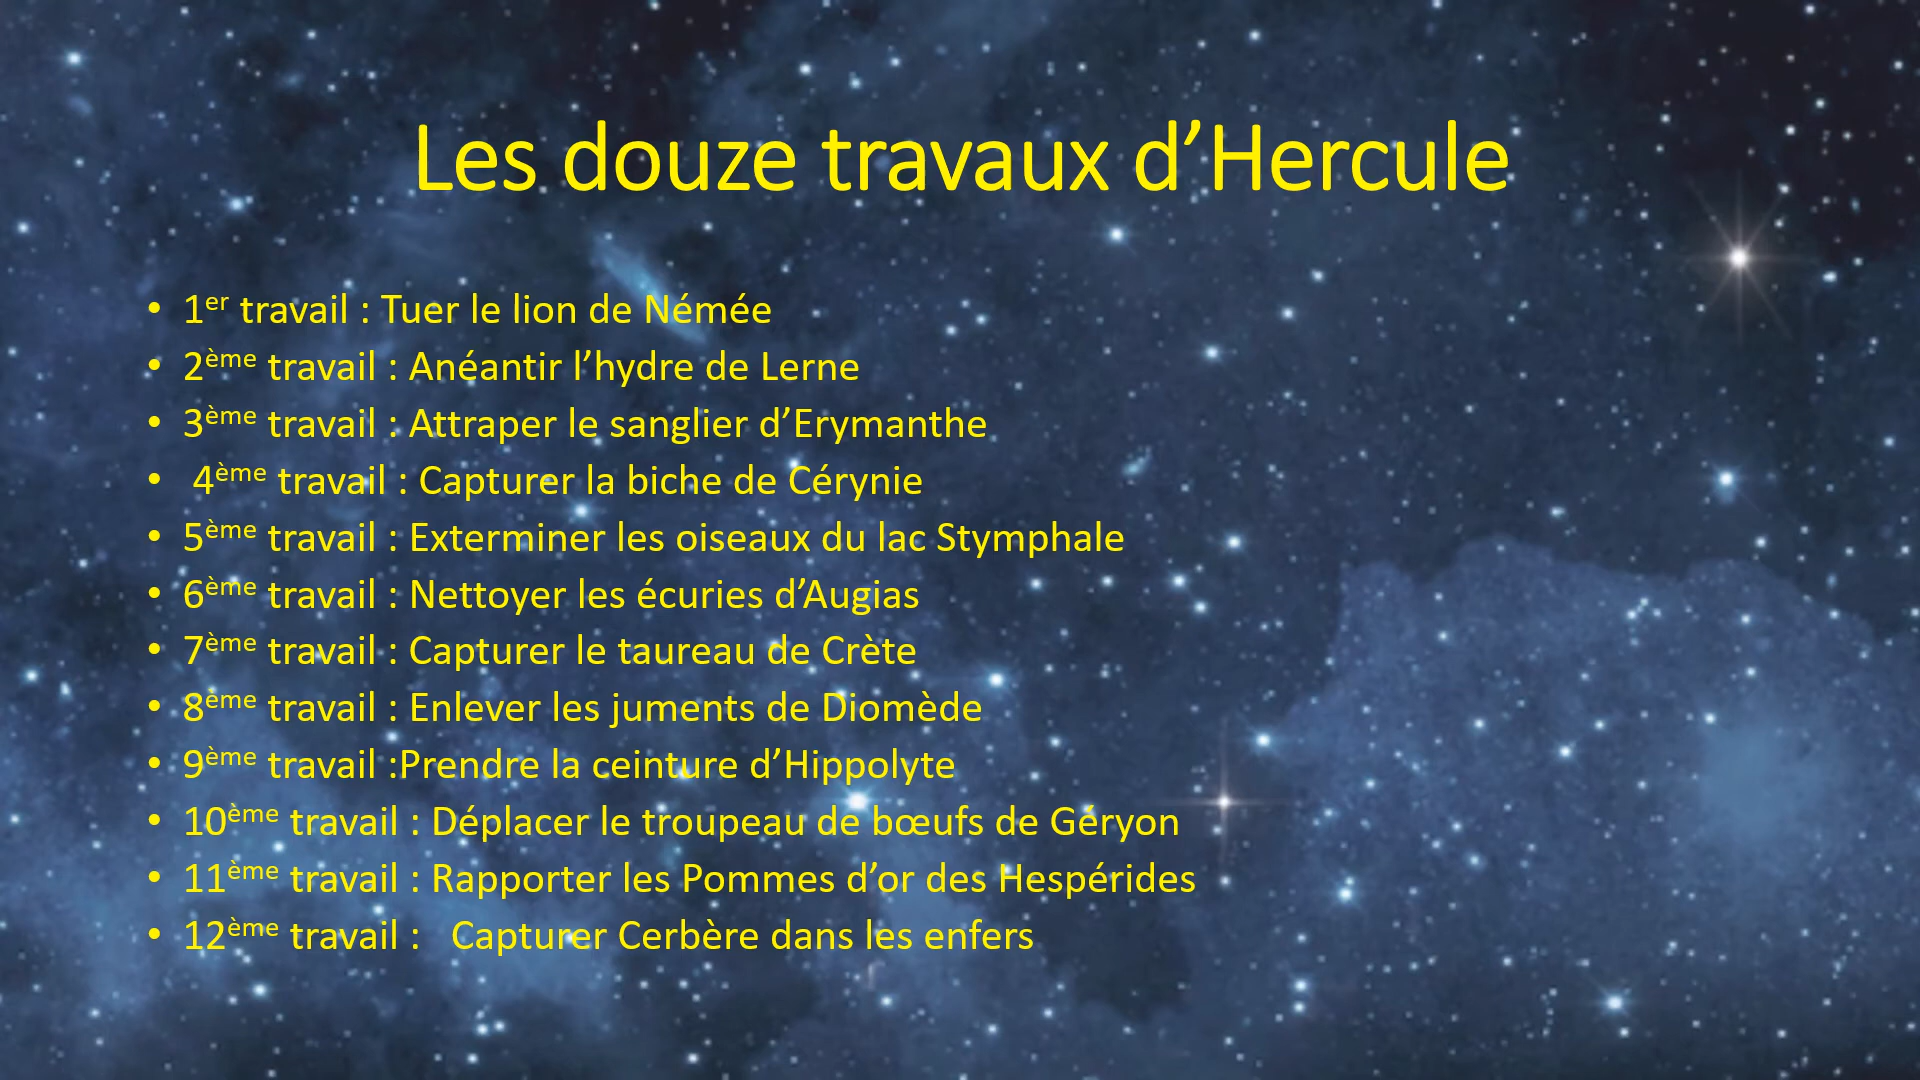 Les douze travaux d’Hercule
• 1er travail : Tuer le lion de Némée
• 2ème travail : Anéantir l’hydre de Lerne
• 3ème travail : Attraper le sanglier d’Erymanthe
• 4ème travail : Capturer la biche de Cérynie
• 5ème travail : Exterminer les oiseaux du lac Stymphale
• 6ème travail : Nettoyer les écuries d’Augias
• 7ème travail : Capturer le taureau de Crète
• 8ème travail : Enlever les juments de Diomède
• 9ème travail :Prendre la ceinture d’Hippolyte
• 10ème travail : Déplacer le troupeau de bœufs de Géryon
• 11ème travail : Rapporter les Pommes d’or des Hespérides
• 12ème travail :   Capturer Cerbère dans les enfers